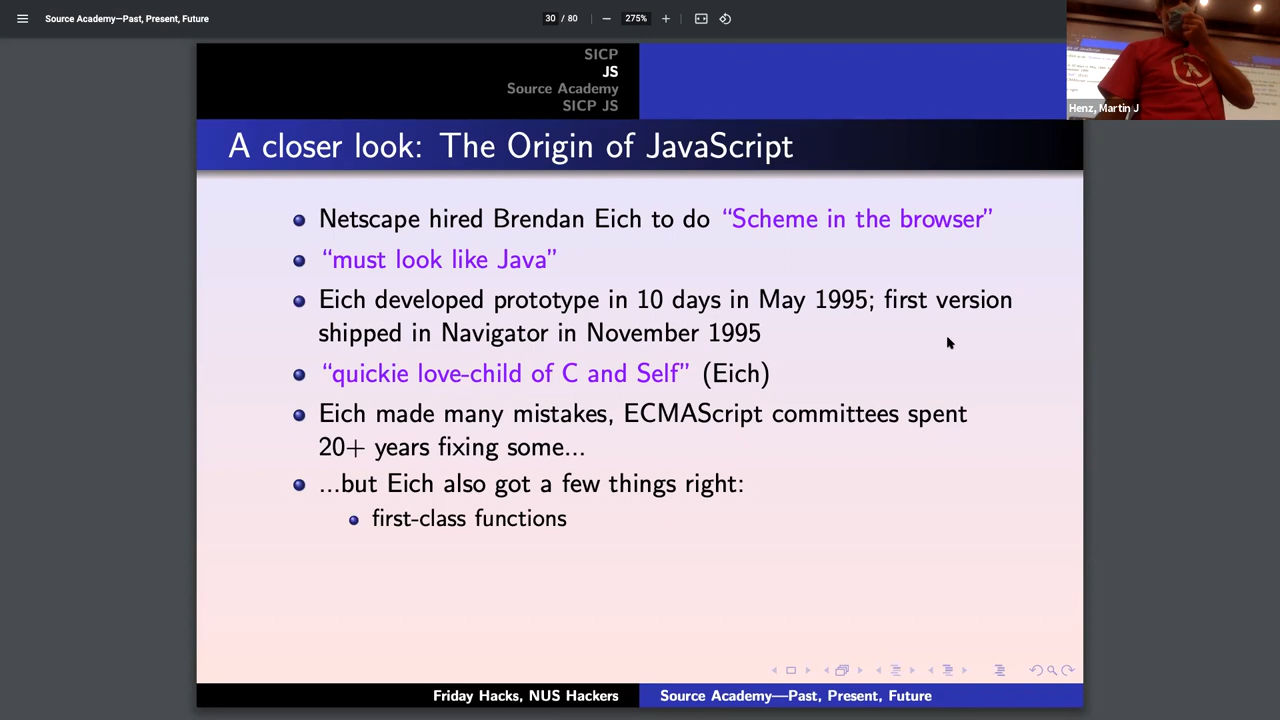 Source Academy—Past, Present, Future
30 / 80
275%
Henz, Martin J
SICP
JS
Source Academy
SICP JS
A closer look: The Origin of JavaScript
Netscape hired Brendan Eich to do “Scheme in the browser”
“must look like Java”
Eich developed prototype in 10 days in May 1995; first version
shipped in Navigator in November 1995
“quickie love-child of C and Self” (Eich)
Eich made many mistakes, ECMAScript committees spent
20+ years fixing some...
...but Eich also got a few things right:
first-class functions
Friday Hacks, NUS Hackers
Source Academy—Past, Present, Future